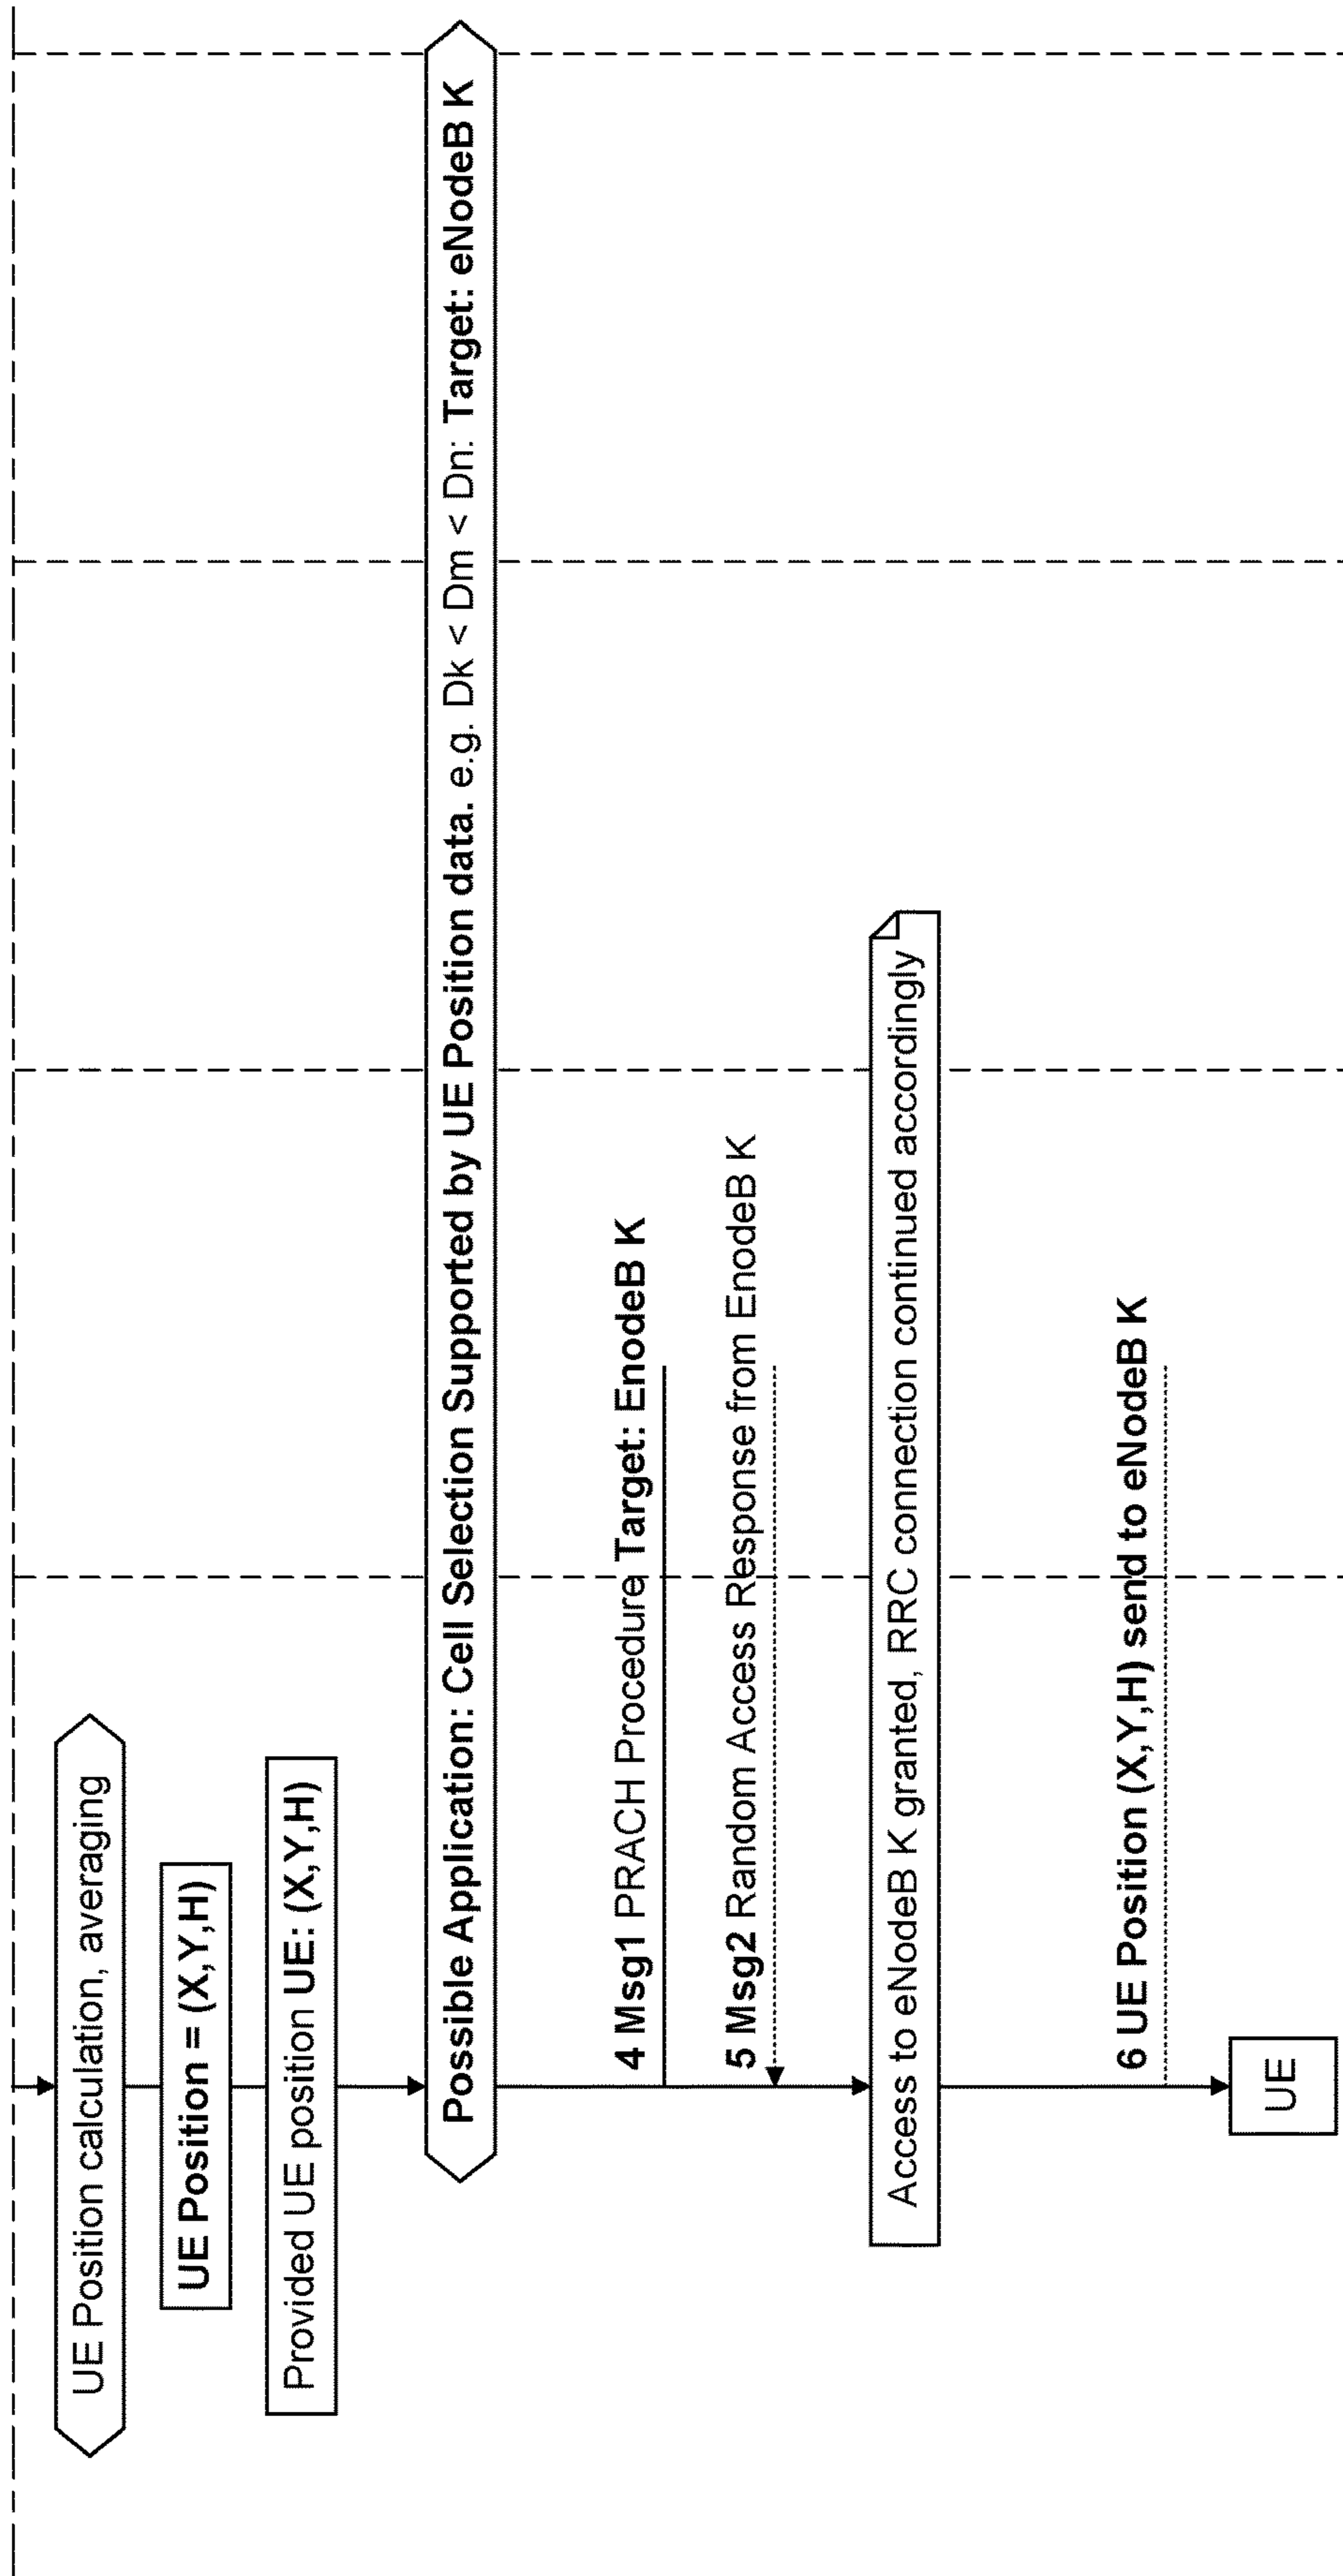 UE Position calculation, averaging
UE Position = (X,Y,H)
Provided UE position UE: (X,Y,H)
Possible Application: Cell Selection Supported by UE Position data. e.g. Dk < Dm < Dn: Target: eNodeB K
4 Msg1 PRACH Procedure Target: EnodeB K
5 Msg2 Random Access Response from EnodeB K
Access to eNodeB K granted, RRC connection continued accordingly
6 UE Position (X,Y,H) send to eNodeB K
UE